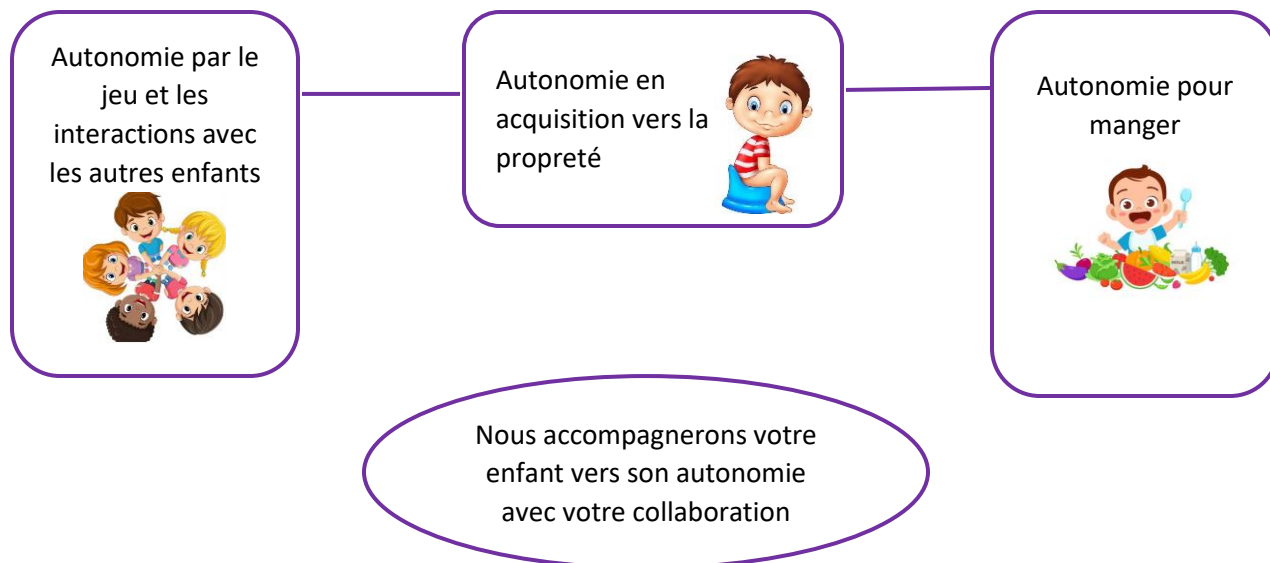 Autonomie par le
jeu et les
interactions avec
les autres enfants
Autonomie en
acquisition vers la
propreté
Autonomie pour
manger
Nous accompagnerons votre
enfant vers son autonomie
avec votre collaboration